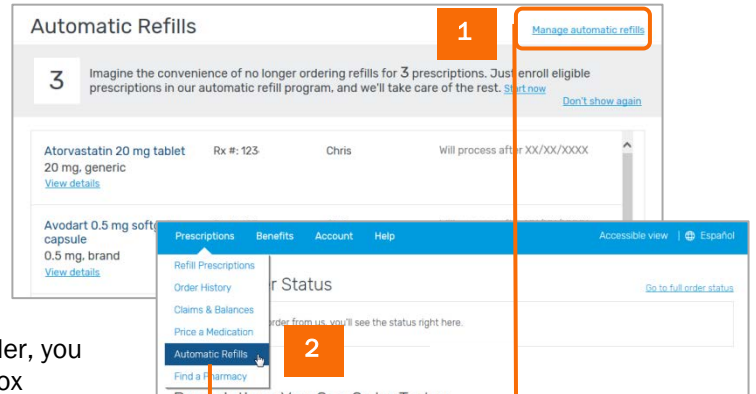 Automatic Refills
1
Manage automatic refills
3
Imagine the convenience of no longer ordering refills for 3 prescriptions. Just enroll eligible
prescriptions in our automatic refill program, and we'll take care of the rest. Start now
Don't show again
Atorvastatin 20 mg tablet Rx #: 123 Chris Will process after XX/XX/XXXX
20 mg, generic
View details
Avodart 0.5 mg
capsule
0.5 mg, brand
View details
Prescriptions Benefits Account Help Accessible view | Español
Refill Prescriptions
Order History
Status
Go to full order status
Claims & Balances
order from us, you'll see the status right here.
Price a Medication
Automatic Refills
2
Find a Pharmacy
you